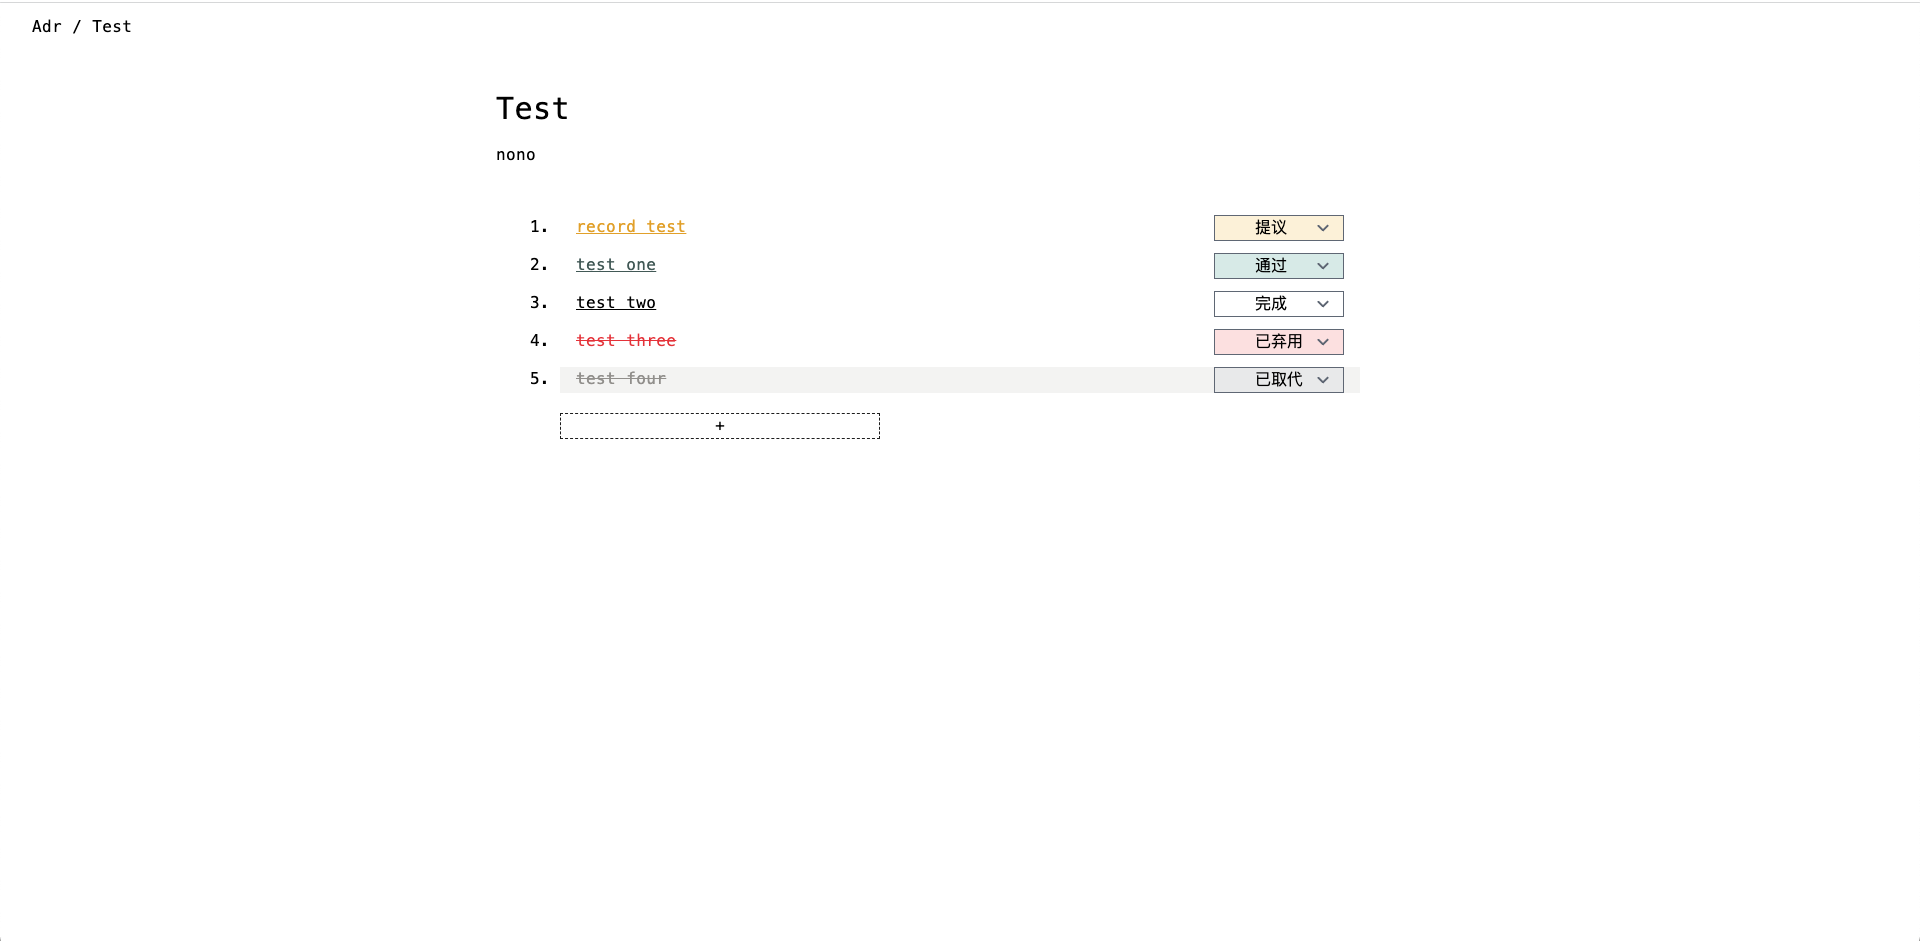 Adr / Test
Test
nono
1. record test 提议
2. test one 通过
3. test two 完成
4. test three 已弃用
5. test four 已取代
+